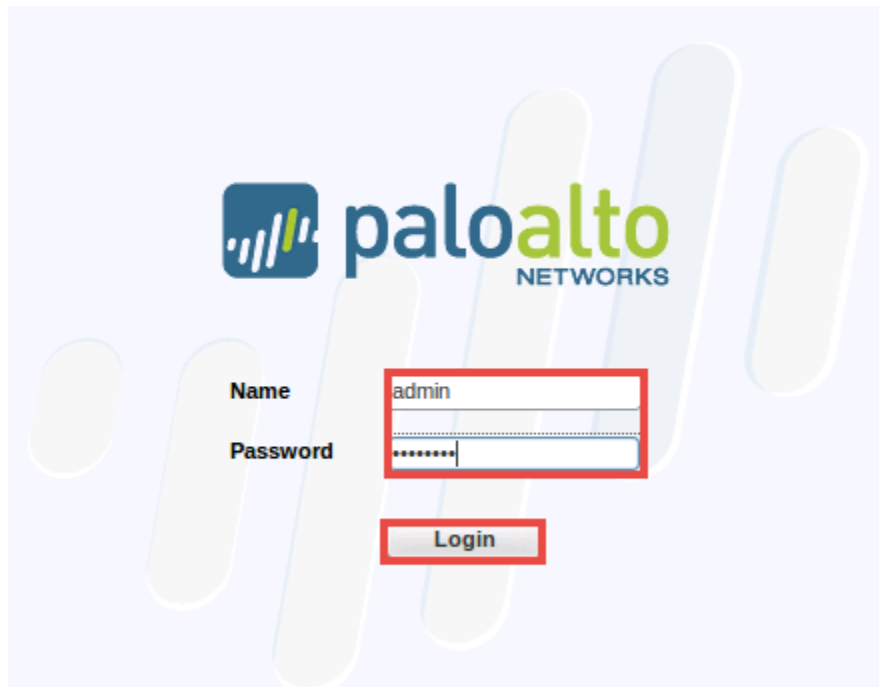 paloalto
NETWORKS
Name admin
Password ••••••••
Login